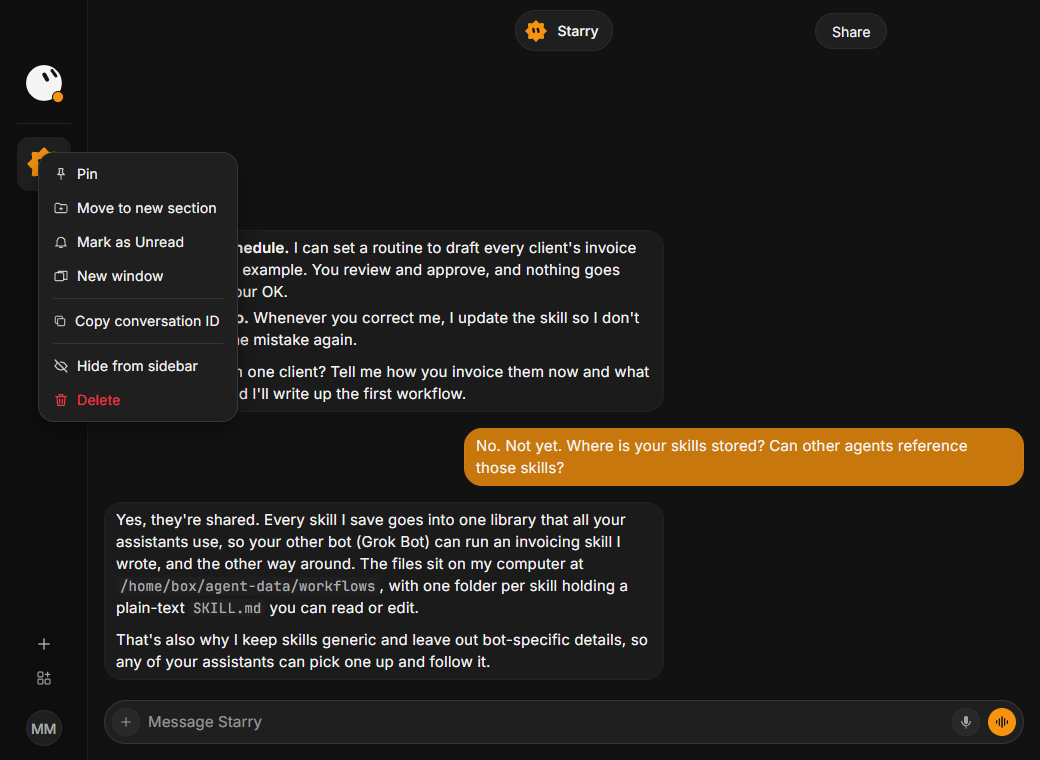 Starry
Share
Pin
Move to new section
Mark as Unread
New window
Copy conversation ID
Hide from sidebar
Delete
I can set a routine to draft every client's invoice
example. You review and approve, and nothing goes
OK.
Whenever you correct me, I update the skill so I don't
mistake again.
one client? Tell me how you invoice them now and what
I'll write up the first workflow.
No. Not yet. Where is your skills stored? Can other agents reference
those skills?
Yes, they're shared. Every skill I save goes into one library that all your
assistants use, so your other bot (Grok Bot) can run an invoicing skill I
wrote, and the other way around. The files sit on my computer at
/home/box/agent-data/workflows, with one folder per skill holding a
plain-text SKILL.md you can read or edit.
That's also why I keep skills generic and leave out bot-specific details, so
any of your assistants can pick one up and follow it.
MM
Message Starry